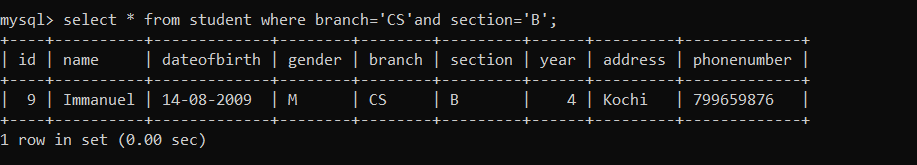 mysql> select * from student where branch='CS'and section='B';
+----+----------+-------------+--------+--------+---------+------+---------+-------------+
| id | name     | dateofbirth | gender | branch | section | year | address | phonenumber |
+----+----------+-------------+--------+--------+---------+------+---------+-------------+
|  9 | Immanuel | 14-08-2009  | M      | CS     | B       |    4 | Kochi   | 799659876   |
+----+----------+-------------+--------+--------+---------+------+---------+-------------+
1 row in set (0.00 sec)